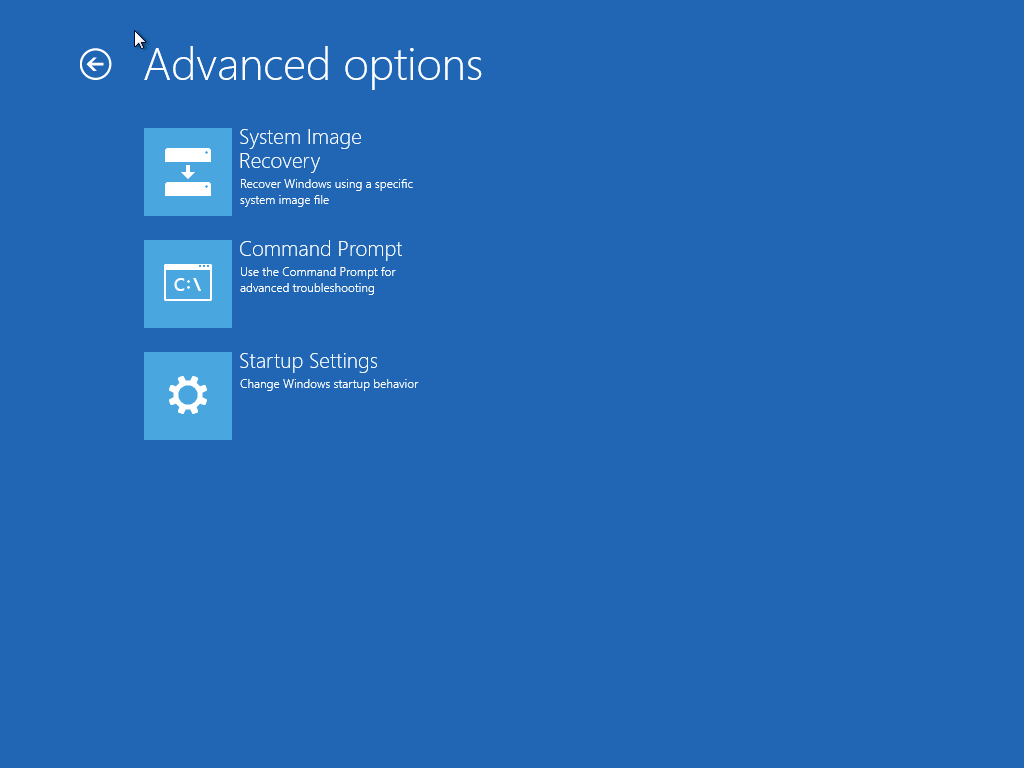 Advanced options
System Image
Recovery
Recover Windows using a specific
system image file
Command Prompt
Use the Command Prompt for
advanced troubleshooting
C:\
Startup Settings
Change Windows startup behavior